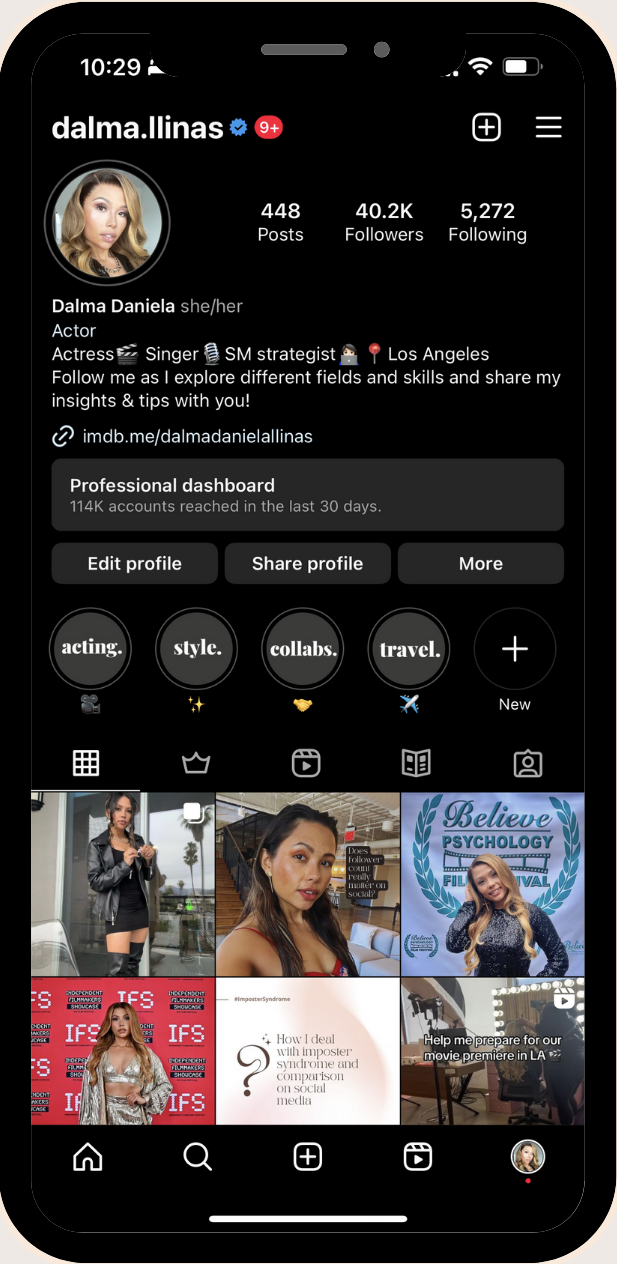 10:29
dalma.llinas 9+
448 40.2K 5,272
Posts Followers Following
Dalma Daniela she/her
Actor
Actress🎬 Singer🎙️SM strategist👩🏻‍💻 📍Los Angeles
Follow me as I explore different fields and skills and share my
insights & tips with you!
imdb.me/dalmadanielallinas
Professional dashboard
114K accounts reached in the last 30 days.
Edit profile Share profile More
acting. style. collabs. travel.
🎥 ✨ 🤝 ✈️ New
Does
follower
count
really
matter on
social?
Believe
PSYCHOLOGY
FIL IVAL
Believe
PSYCHOLOGY
FILM FESTIVAL
INDEPENDENT
FILMMAKERS
SHOWCASE
IFS
#ImposterSyndrome
?
How I deal
with imposter
syndrome and
comparison
on social
media
Help me prepare for our
movie premiere in LA 🎬